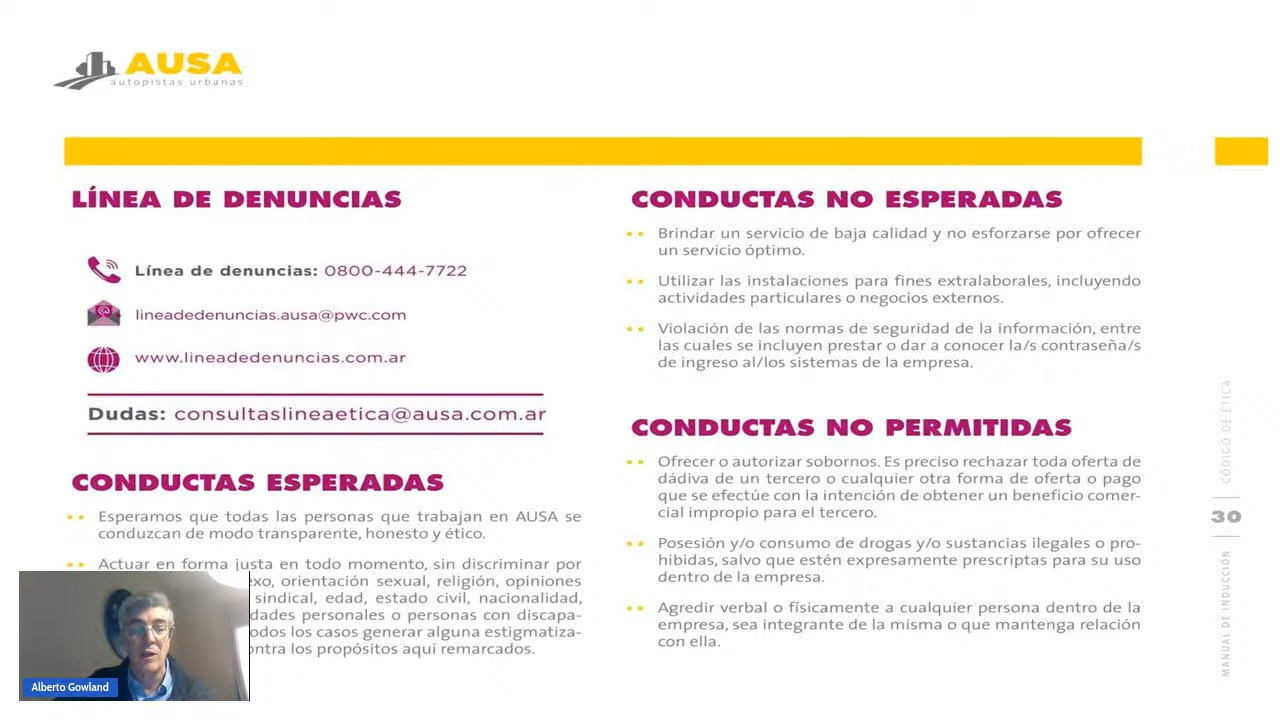 AUSA
autopistas urbanas
LÍNEA DE DENUNCIAS
Línea de denuncias: 0800-444-7722
lineadedenuncias.ausa@pwc.com
www.lineadedenuncias.com.ar
Dudas: consultaslineaetica@ausa.com.ar
CONDUCTAS ESPERADAS
Esperamos que todas las personas que trabajan en AUSA se
conduzcan de modo transparente, honesto y ético.
Actuar en forma justa en todo momento, sin discriminar por
exo, orientación sexual, religión, opiniones
sindical, edad, estado civil, nacionalidad,
dades personales o personas con discapa-
odos los casos generar alguna estigmatiza-
ontra los propósitos aquí remarcados.
Alberto Gowland
CONDUCTAS NO ESPERADAS
Brindar un servicio de baja calidad y no esforzarse por ofrecer
un servicio óptimo.
Utilizar las instalaciones para fines extralaborales, incluyendo
actividades particulares o negocios externos.
Violación de las normas de seguridad de la información, entre
las cuales se incluyen prestar o dar a conocer la/s contraseña/s
de ingreso al/los sistemas de la empresa.
CONDUCTAS NO PERMITIDAS
Ofrecer o autorizar sobornos. Es preciso rechazar toda oferta de
dádiva de un tercero o cualquier otra forma de oferta o pago
que se efectúe con la intención de obtener un beneficio comer-
cial impropio para el tercero.
Posesión y/o consumo de drogas y/o sustancias ilegales o pro-
hibidas, salvo que estén expresamente prescriptas para su uso
dentro de la empresa.
Agredir verbal o físicamente a cualquier persona dentro de la
empresa, sea integrante de la misma o que mantenga relación
con ella.
CÓDIGO DE ÉTICA
30
MANUAL DE INDUCCIÓN